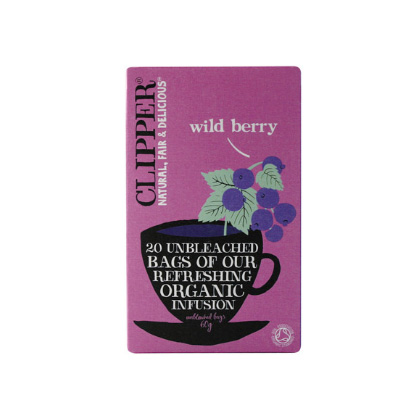 CLIPPER®
NATURAL, FAIR & DELICIOUS®
wild berry
20 UNBLEACHED
BAGS OF OUR
REFRESHING
ORGANIC
INFUSION